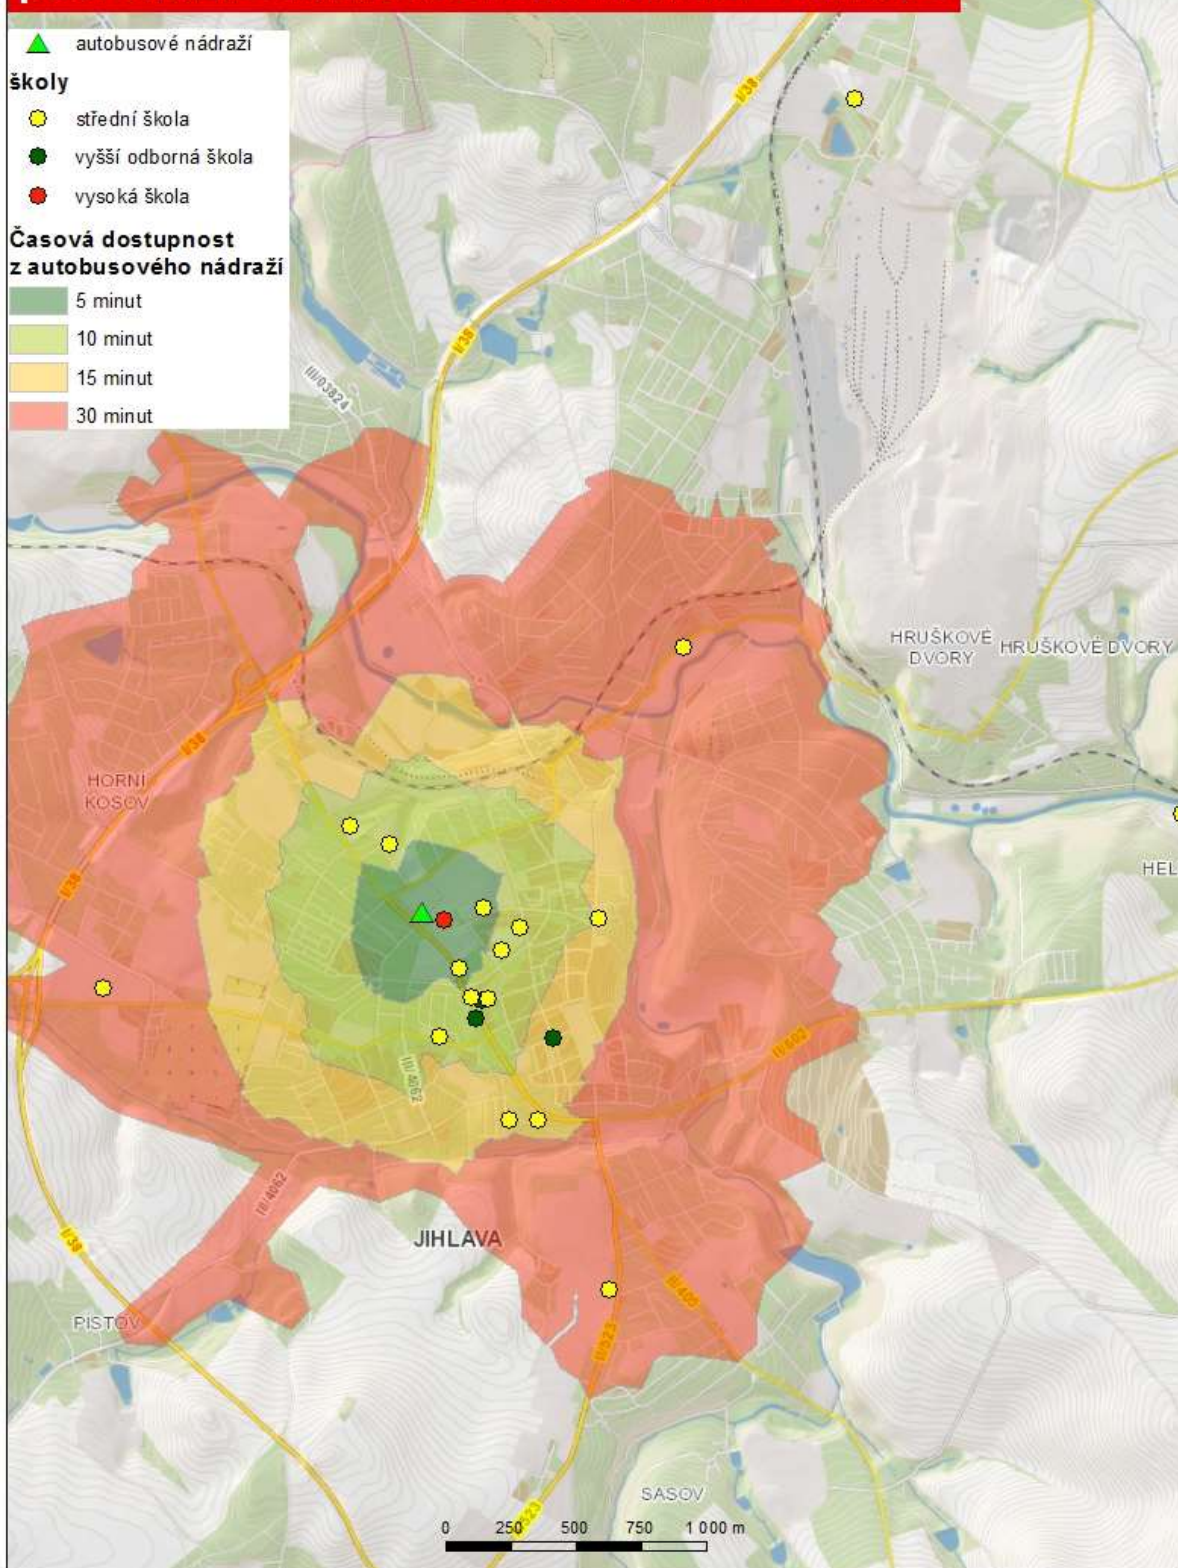 autobusové nádraží
školy
střední škola
vyšší odborná škola
vysoká škola
Časová dostupnost
z autobusového nádraží
5 minut
10 minut
15 minut
30 minut
I/38
I/38
III/03824
HRUŠKOVÉ
DVORY
HRUŠKOVÉ DVORY
I/38
HORNÍ
KOSOV
I/38
HEL
II/602
III/4062
III/4062
JIHLAVA
I/38
II/405
PÍSTOV
II/523
SASOV
523
0 250 500 750 1 000 m